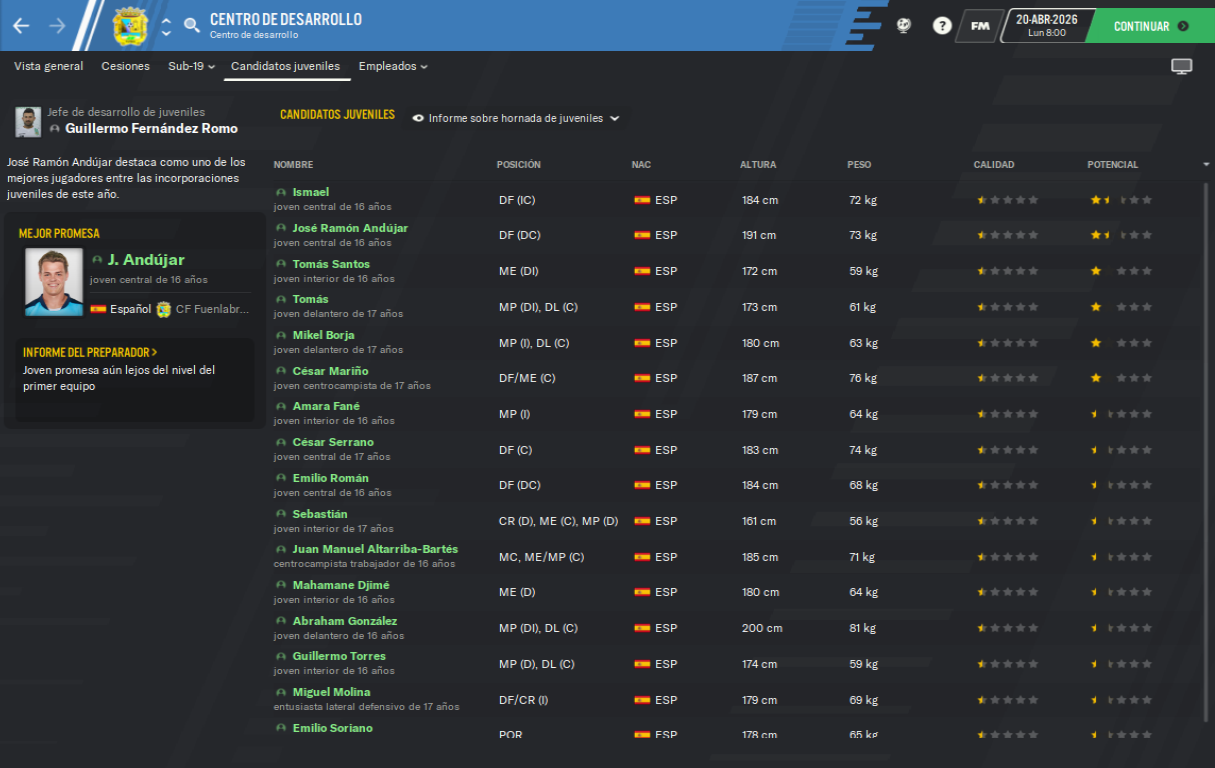 CENTRO DE DESARROLLO
Centro de desarrollo
FM
20-ABR-2026
Lun 8:00
CONTINUAR
Vista general Cesiones Sub-19 Candidatos juveniles Empleados
Jefe de desarrollo de juveniles
Guillermo Fernández Romo
José Ramón Andújar destaca como uno de los
mejores jugadores entre las incorporaciones
juveniles de este año.
MEJOR PROMESA
J. Andújar
joven central de 16 años
Español CF Fuenlabr...
INFORME DEL PREPARADOR >
Joven promesa aún lejos del nivel del
primer equipo
CANDIDATOS JUVENILES Informe sobre hornada de juveniles
NOMBRE POSICIÓN NAC ALTURA PESO CALIDAD POTENCIAL
Ismael
joven central de 16 años
DF (IC) ESP 184 cm 72 kg
José Ramón Andújar
joven central de 16 años
DF (DC) ESP 191 cm 73 kg
Tomás Santos
joven interior de 16 años
ME (DI) ESP 172 cm 59 kg
Tomás
joven delantero de 17 años
MP (DI), DL (C) ESP 173 cm 61 kg
Mikel Borja
joven delantero de 17 años
MP (I), DL (C) ESP 180 cm 63 kg
César Mariño
joven centrocampista de 17 años
DF/ME (C) ESP 187 cm 76 kg
Amara Fané
joven interior de 16 años
MP (I) ESP 179 cm 64 kg
César Serrano
joven central de 17 años
DF (C) ESP 183 cm 74 kg
Emilio Román
joven central de 16 años
DF (DC) ESP 184 cm 68 kg
Sebastián
joven interior de 17 años
CR (D), ME (C), MP (D) ESP 161 cm 56 kg
Juan Manuel Altarriba-Bartés
centrocampista trabajador de 16 años
MC, ME/MP (C) ESP 185 cm 71 kg
Mahamane Djimé
joven interior de 16 años
ME (D) ESP 180 cm 64 kg
Abraham González
joven delantero de 16 años
MP (DI), DL (C) ESP 200 cm 81 kg
Guillermo Torres
joven interior de 16 años
MP (D), DL (C) ESP 174 cm 59 kg
Miguel Molina
entusiasta lateral defensivo de 17 años
DF/CR (I) ESP 179 cm 69 kg
Emilio Soriano
POR ESP 178 cm 65 kg